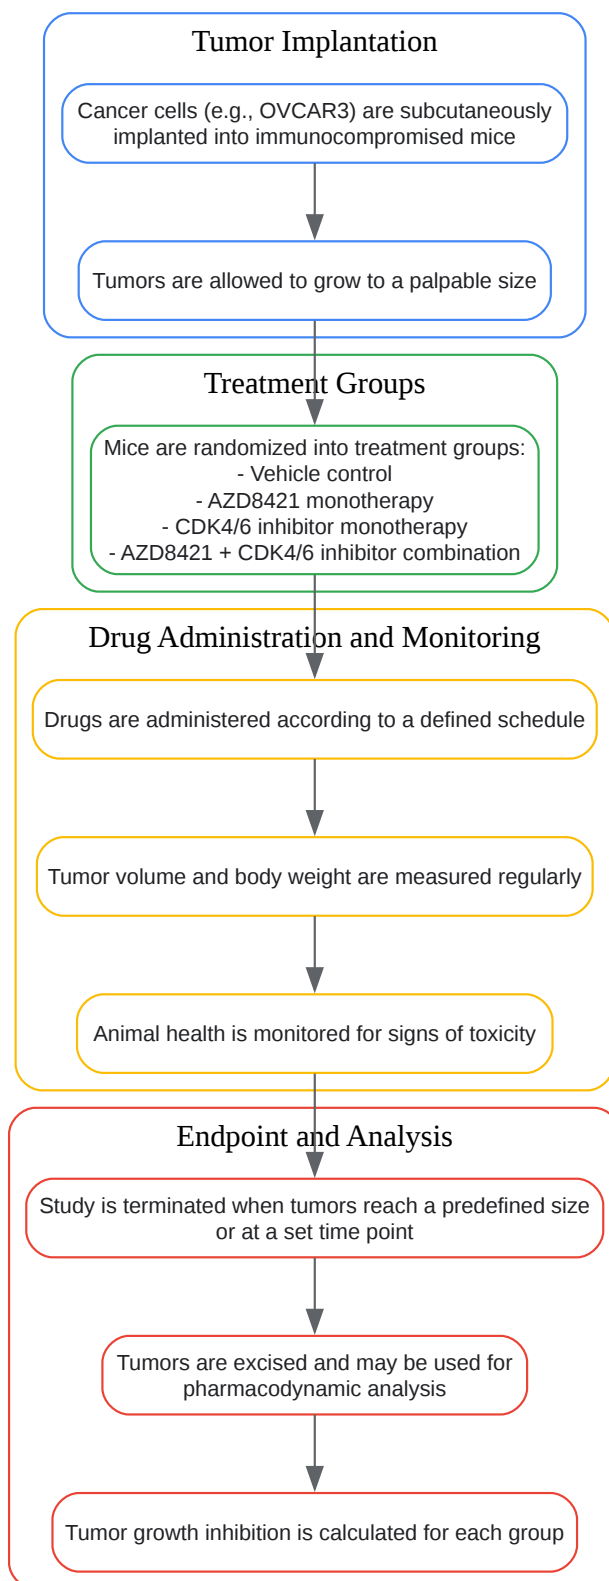 Tumor Implantation
Cancer cells (e.g., OVCAR3) are subcutaneously
implanted into immunocompromised mice
Tumors are allowed to grow to a palpable size
Treatment Groups
Mice are randomized into treatment groups:
- Vehicle control
- AZD8421 monotherapy
- CDK4/6 inhibitor monotherapy
- AZD8421 + CDK4/6 inhibitor combination
Drug Administration and Monitoring
Drugs are administered according to a defined schedule
Tumor volume and body weight are measured regularly
Animal health is monitored for signs of toxicity
Endpoint and Analysis
Study is terminated when tumors reach a predefined size
or at a set time point
Tumors are excised and may be used for
pharmacodynamic analysis
Tumor growth inhibition is calculated for each group